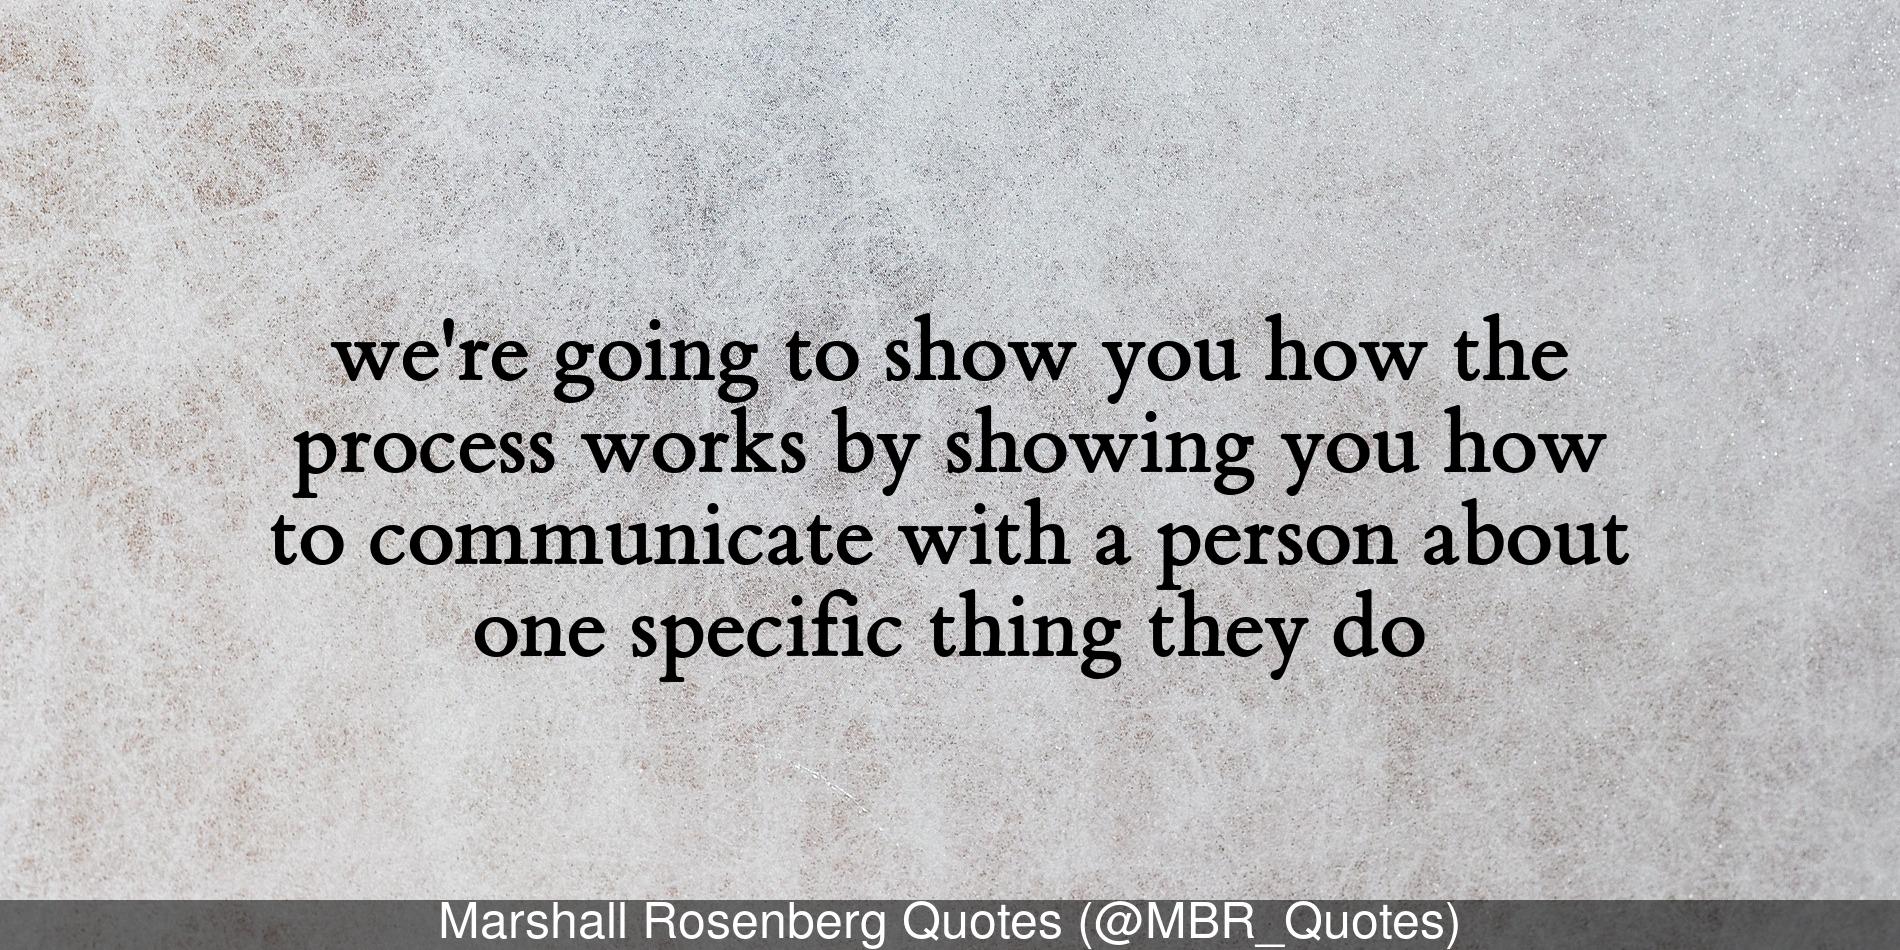 we're going to show you how the
process works by showing you how
to communicate with a person about
one specific thing they do
Marshall Rosenberg Quotes (@MBR_Quotes)